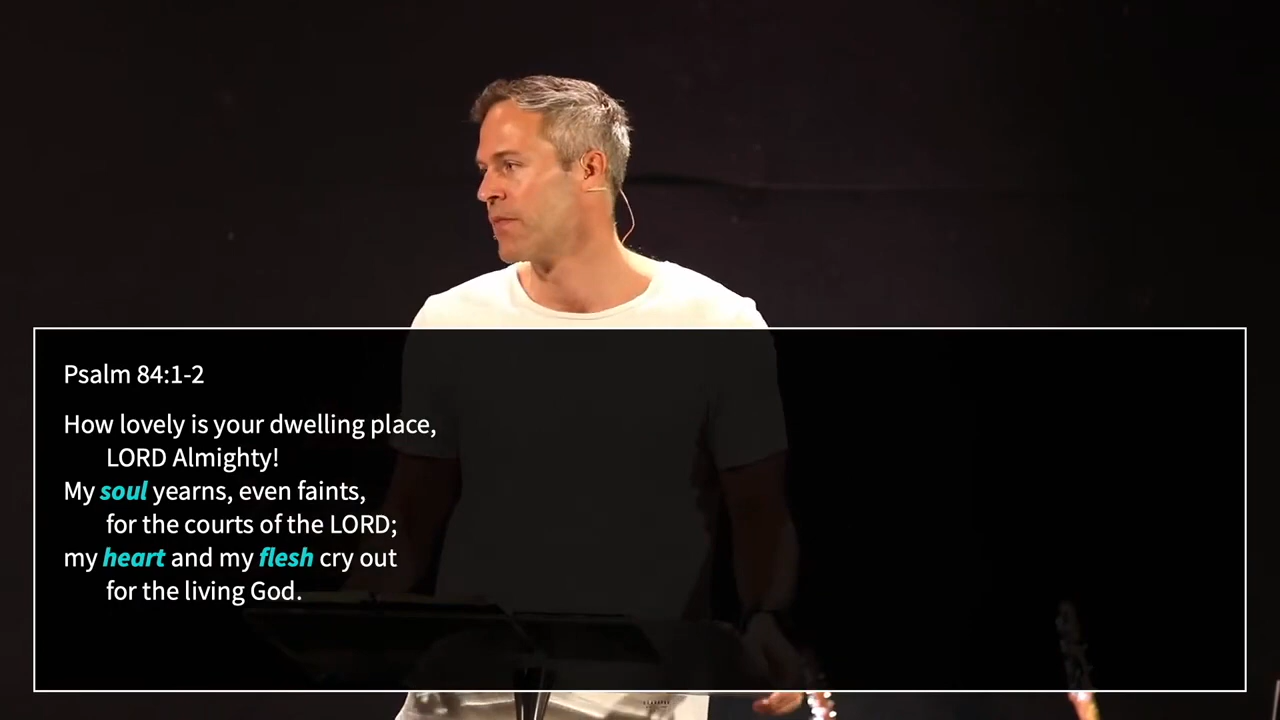 Psalm 84:1-2
How lovely is your dwelling place,
LORD Almighty!
My soul yearns, even faints,
for the courts of the LORD;
my heart and my flesh cry out
for the living God.